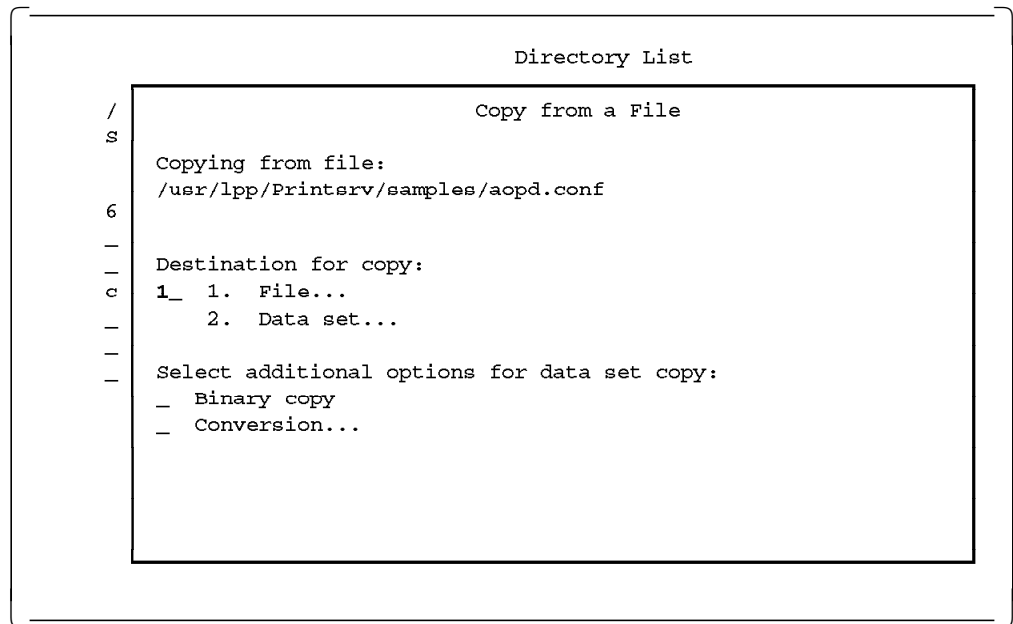 Directory List
/ Copy from a File
s
Copying from file:
/usr/lpp/Printsrv/samples/aopd.conf
6
_
_ Destination for copy:
c 1_ 1. File...
_ 2. Data set...
_
_ Select additional options for data set copy:
_ Binary copy
_ Conversion...